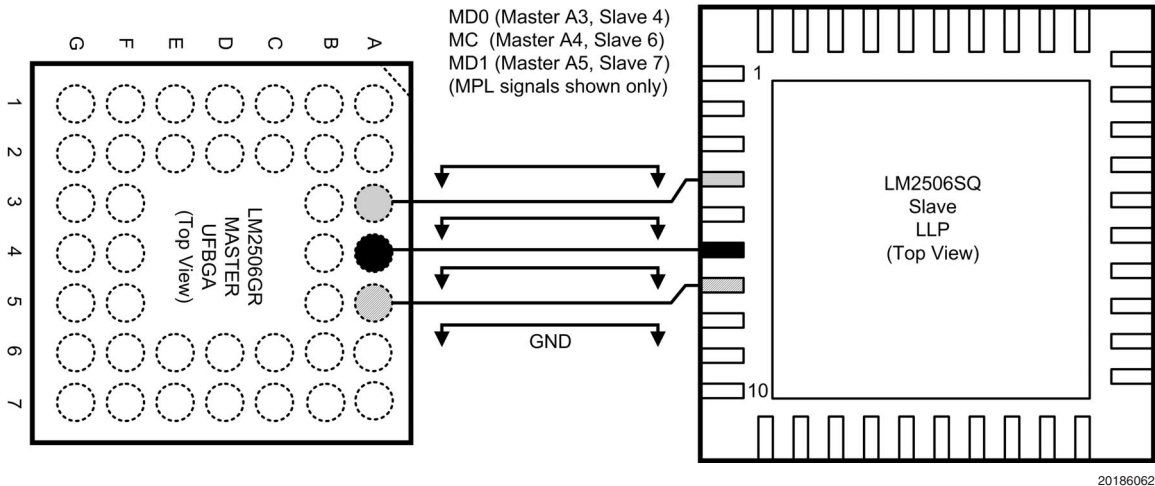 MD0 (Master A3, Slave 4)
MC (Master A4, Slave 6)
MD1 (Master A5, Slave 7)
(MPL signals shown only)
G F E D C B A
1
2
3
4
5
6
7
LM2506GR
MASTER
UFBGA
(Top View)
GND
1
10
LM2506SQ
Slave
LLP
(Top View)
20186062